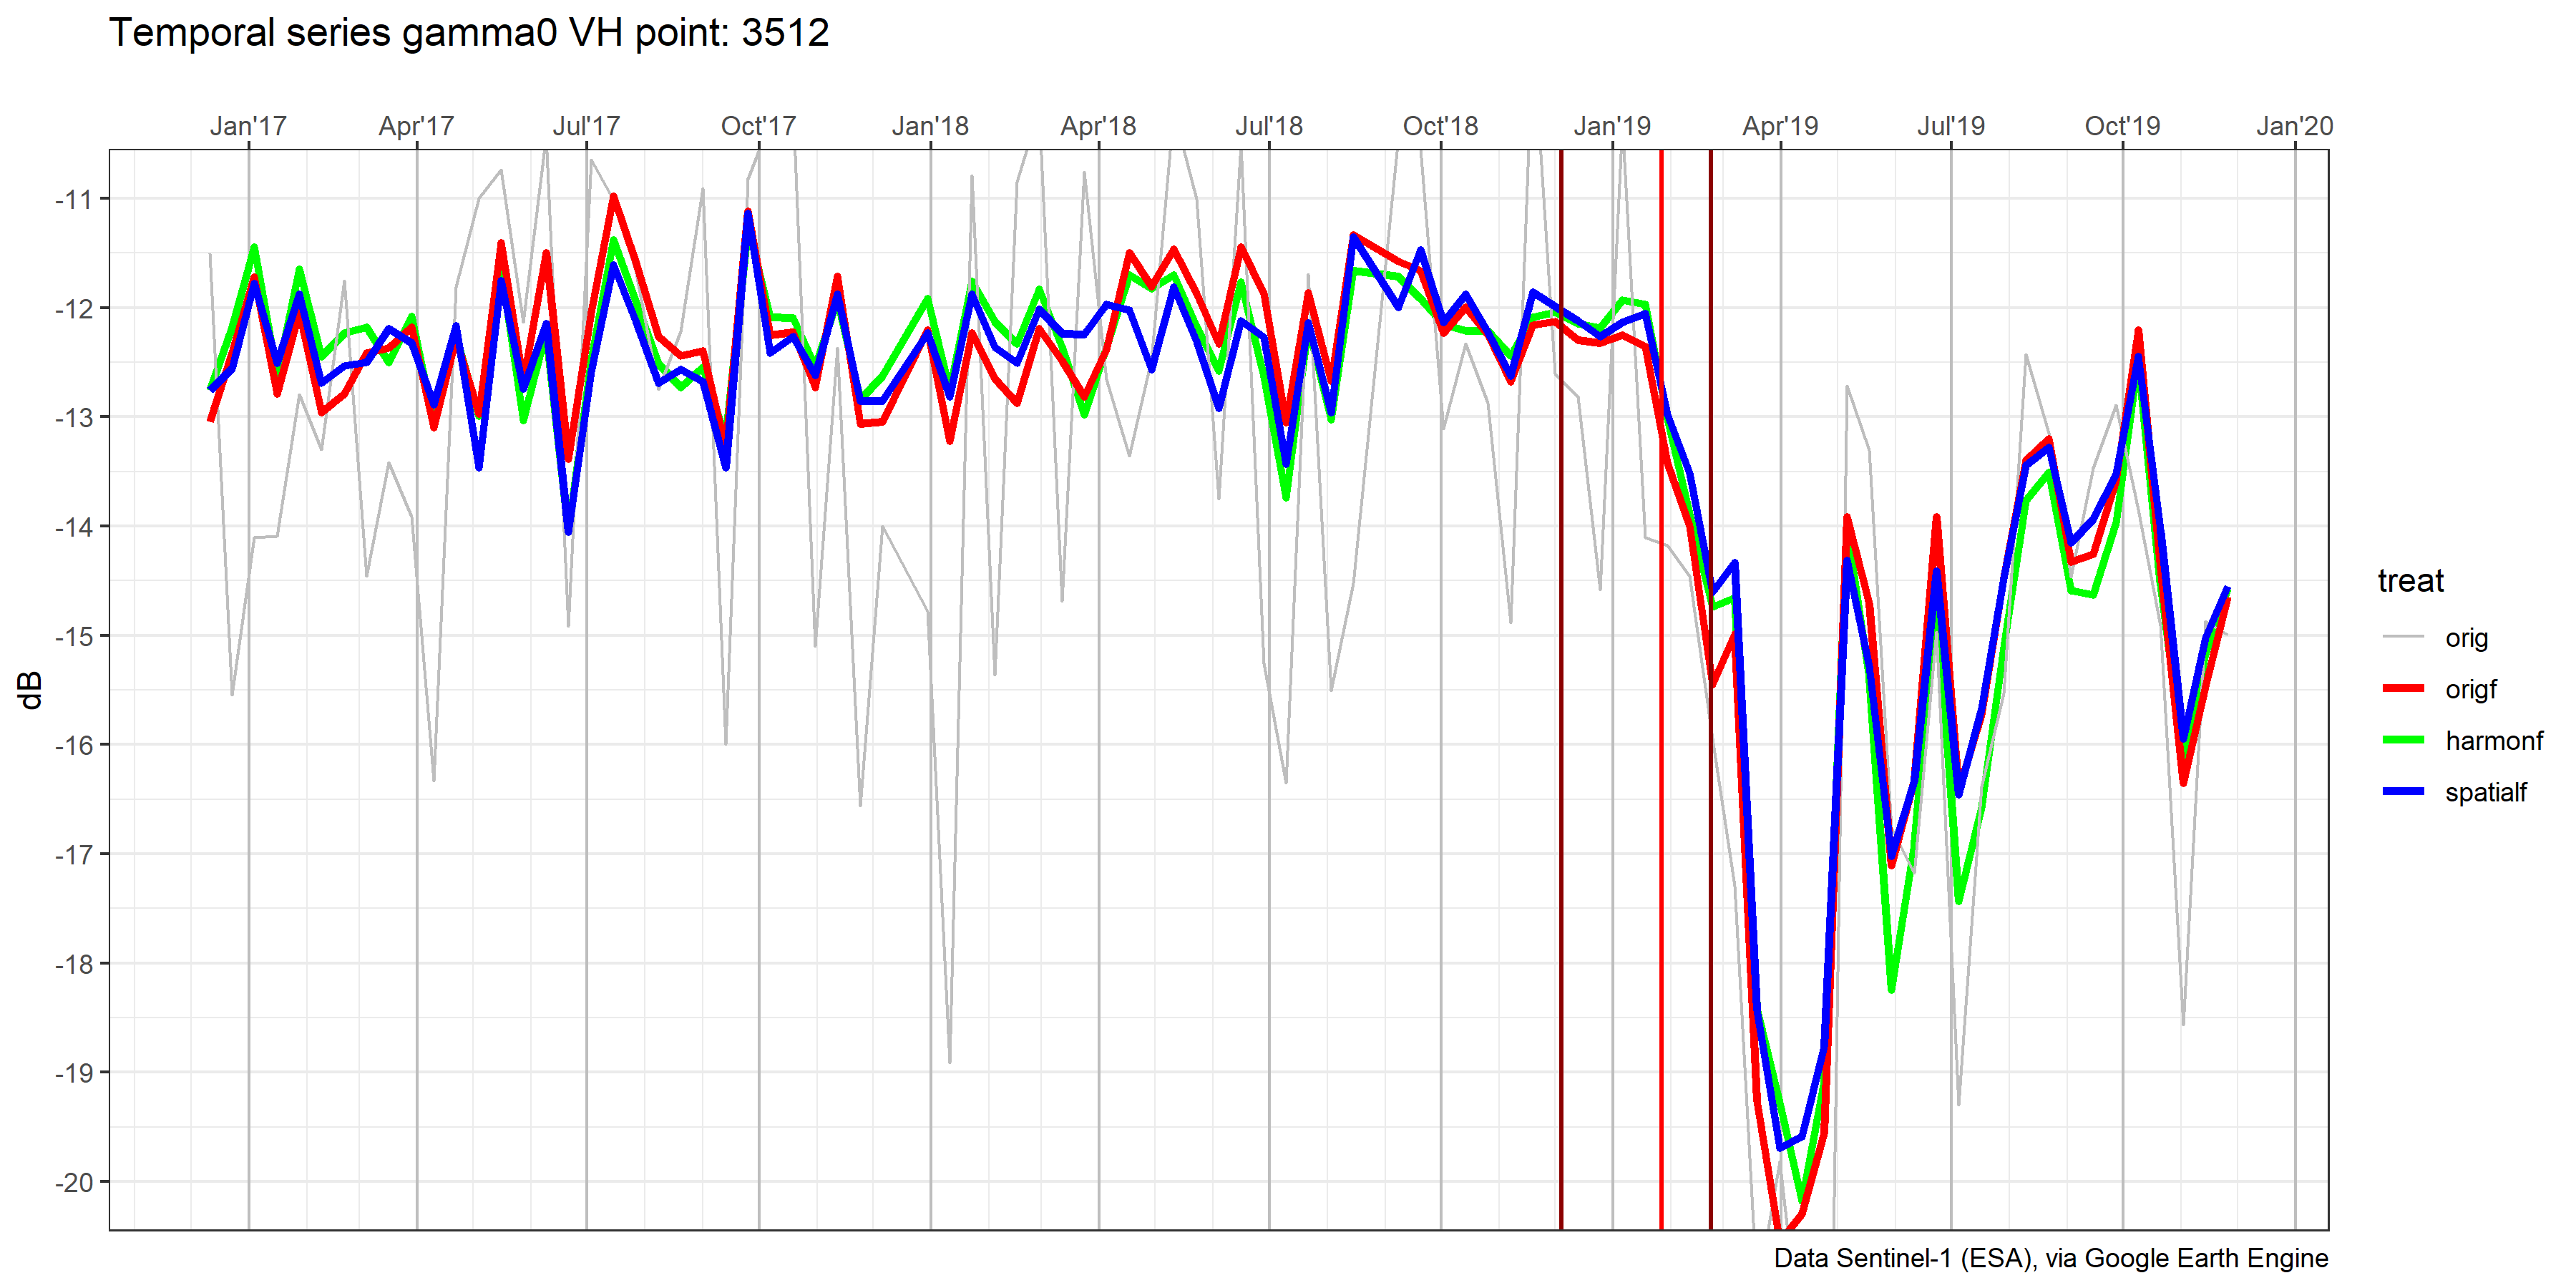 Temporal series gamma0 VH point: 3512
Jan'17 Apr'17 Jul'17 Oct'17 Jan'18 Apr'18 Jul'18 Oct'18 Jan'19 Apr'19 Jul'19 Oct'19 Jan'20
-11
-12
-13
-14
-15
-16
-17
-18
-19
-20
dB
treat
orig
origf
harmonf
spatialf
Data Sentinel-1 (ESA), via Google Earth Engine